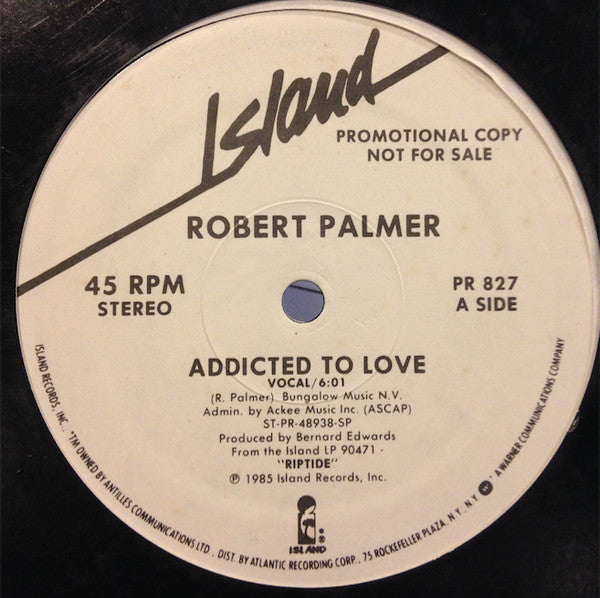 Island
PROMOTIONAL COPY
NOT FOR SALE
ROBERT PALMER
45 RPM
STEREO
PR 827
A SIDE
ADDICTED TO LOVE
VOCAL/6:01
(R. Palmer) Bungalow Music N.V.
Admin. by Ackee Music Inc. (ASCAP)
ST-PR-48938-SP
Produced by Bernard Edwards
From the Island LP 90471 -
"RIPTIDE"
℗ 1985 Island Records, Inc.
®
ISLAND
ISLAND RECORDS, INC., *TM OWNED BY ANTILLES COMMUNICATIONS LTD., DIST. BY ATLANTIC RECORDING CORP., 75 ROCKEFELLER PLAZA, N.Y., N.Y. A WARNER COMMUNICATIONS COMPANY